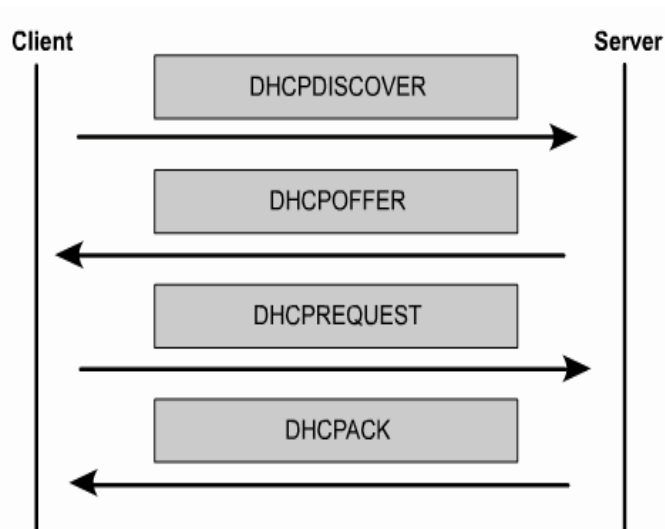 Client
Server
DHCPDISCOVER
DHCPOFFER
DHCPREQUEST
DHCPACK